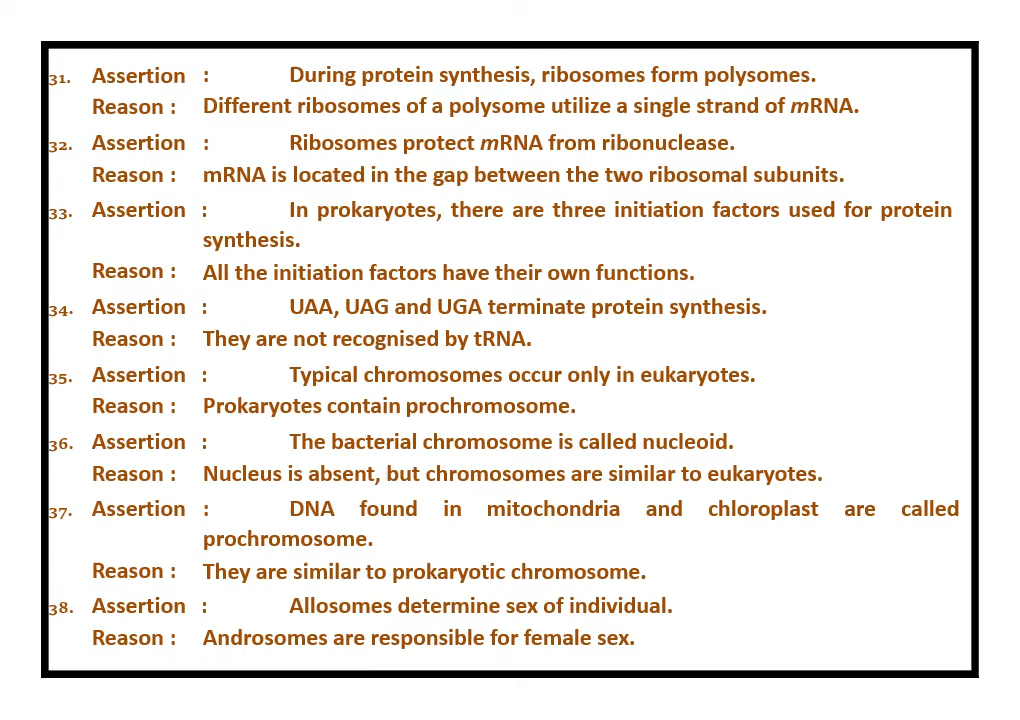 31. Assertion : During protein synthesis, ribosomes form polysomes.
Reason : Different ribosomes of a polysome utilize a single strand of mRNA.
32. Assertion : Ribosomes protect mRNA from ribonuclease.
Reason : mRNA is located in the gap between the two ribosomal subunits.
33. Assertion : In prokaryotes, there are three initiation factors used for protein
synthesis.
Reason : All the initiation factors have their own functions.
34. Assertion : UAA, UAG and UGA terminate protein synthesis.
Reason : They are not recognised by tRNA.
35. Assertion : Typical chromosomes occur only in eukaryotes.
Reason : Prokaryotes contain prochromosome.
36. Assertion : The bacterial chromosome is called nucleoid.
Reason : Nucleus is absent, but chromosomes are similar to eukaryotes.
37. Assertion : DNA found in mitochondria and chloroplast are called
prochromosome.
Reason : They are similar to prokaryotic chromosome.
38. Assertion : Allosomes determine sex of individual.
Reason : Androsomes are responsible for female sex.